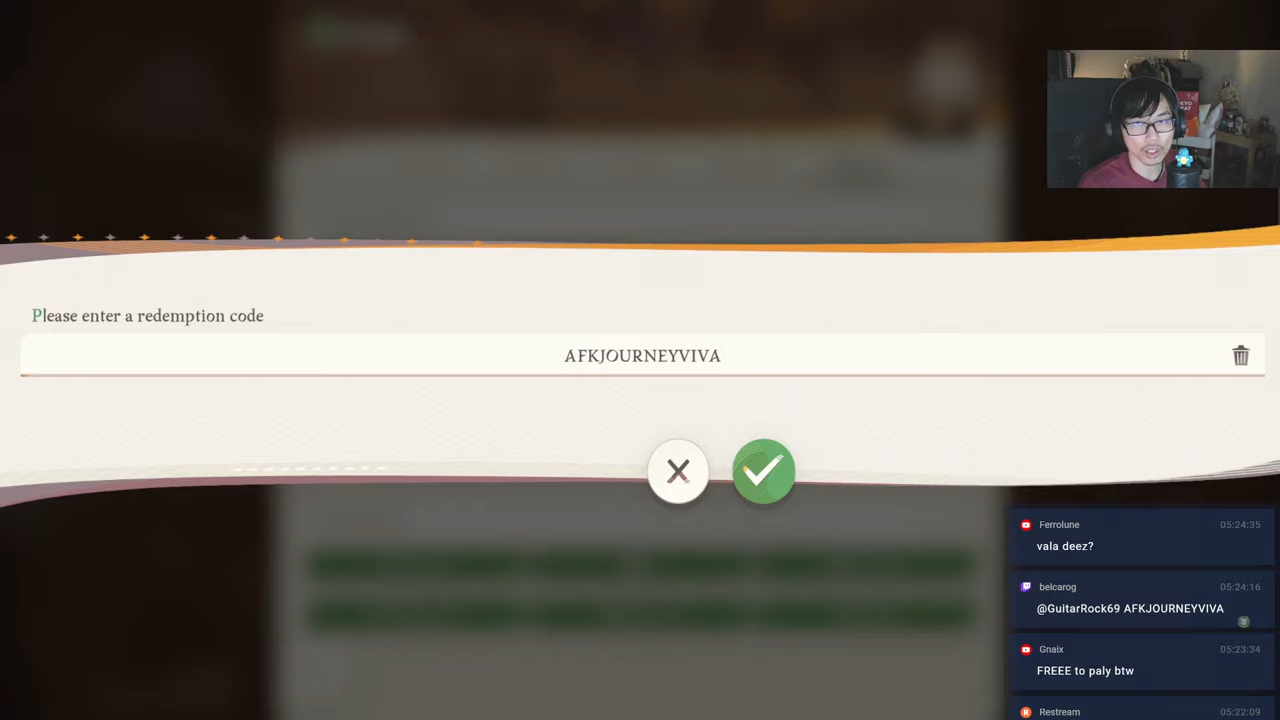 Please enter a redemption code
AFKJOURNEYVIVA
Ferrolune 05:24:35
vala deez?
belcarog 05:24:16
@GuitarRock69 AFKJOURNEYVIVA
Gnaix 05:23:34
FREEE to paly btw
Restream 05:22:09